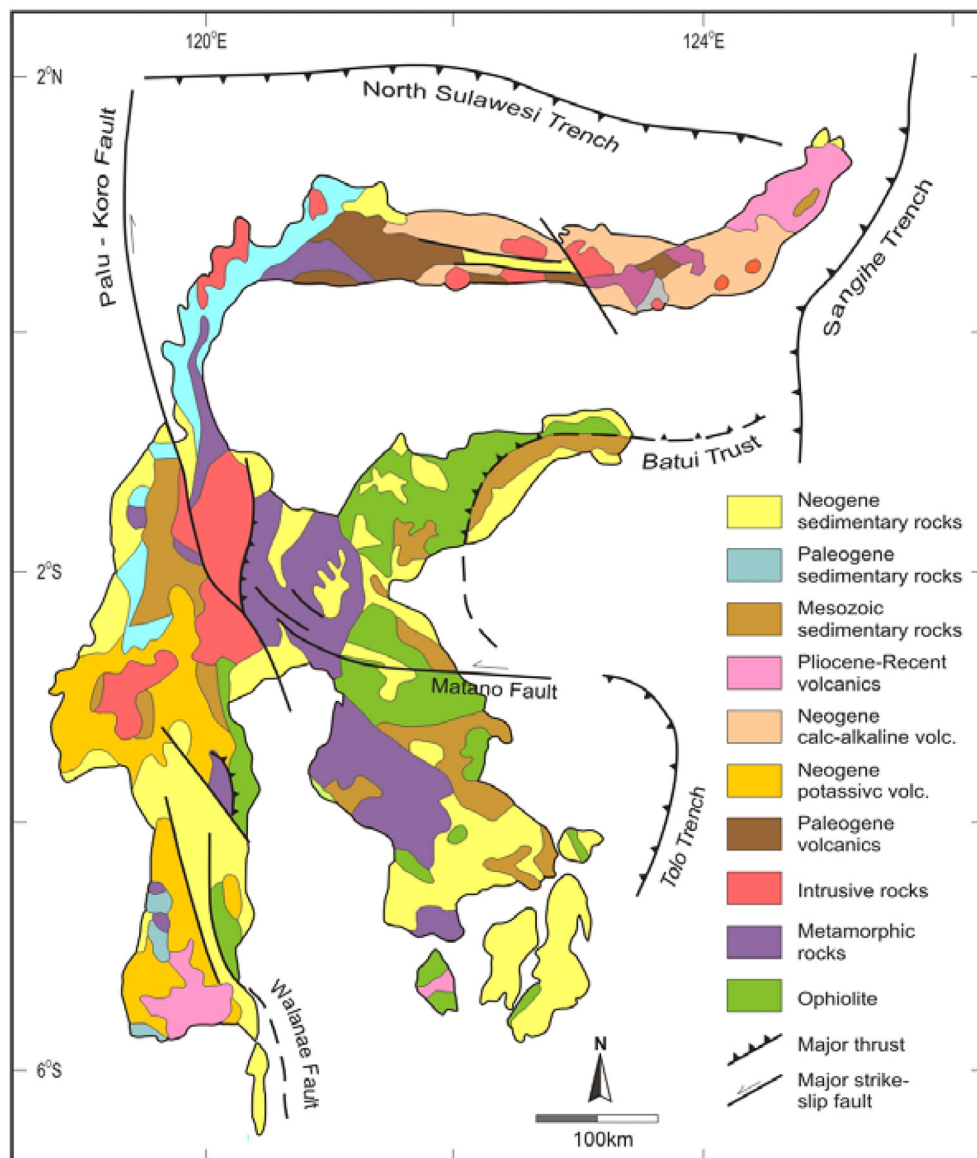 120°E
124°E
2°N
North Sulawesi Trench
Palu - Koro Fault
Sangihe Trench
Batui Trust
2°S
Matano Fault
Tolo Trench
Walanae Fault
6°S
N
100km
Neogene
sedimentary rocks
Paleogene
sedimentary rocks
Mesozoic
sedimentary rocks
Pliocene-Recent
volcanics
Neogene
calc-alkaline volc.
Neogene
potassivc volc.
Paleogene
volcanics
Intrusive rocks
Metamorphic
rocks
Ophiolite
Major thrust
Major strike-
slip fault